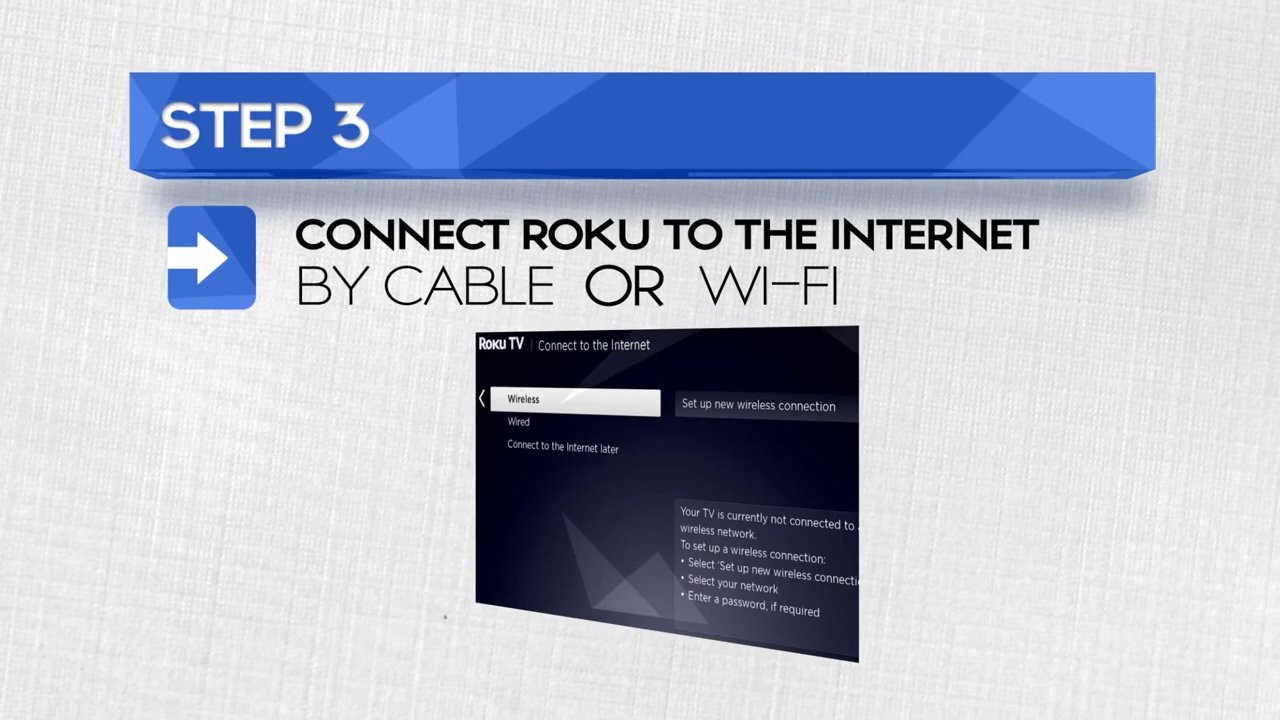 STEP 3
CONNECT ROKU TO THE INTERNET
BY CABLE OR WI-FI
Roku TV | Connect to the Internet
Wireless
Set up new wireless connection
Wired
Connect to the Internet later
Your TV is currently not connected to
wireless network.
To set up a wireless connection:
• Select 'Set up new wireless connecti
• Select your network
• Enter a password, if required